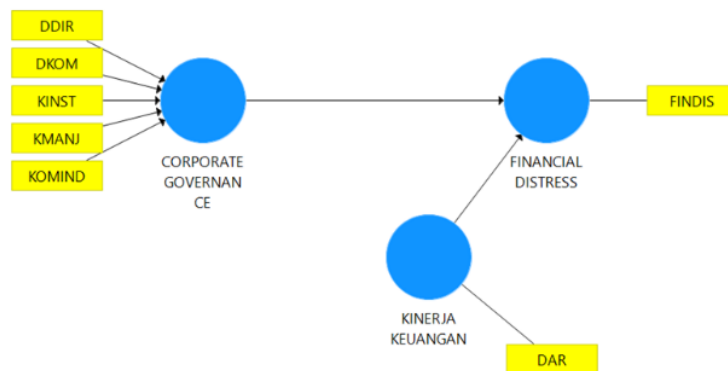 DDIR
DKOM
KINST
KMANJ
KOMIND
CORPORATE
GOVERNAN
CE
FINANCIAL
DISTRESS
FINDIS
KINERJA
KEUANGAN
DAR